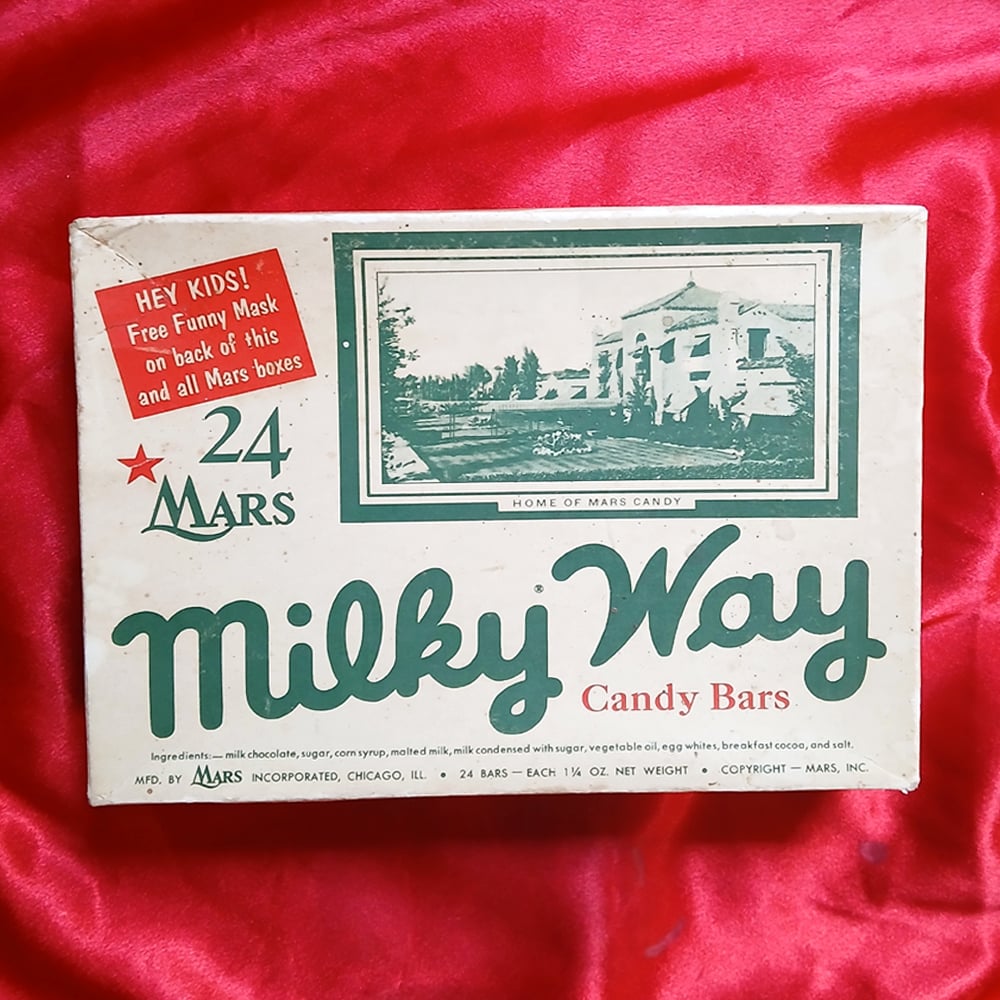 HEY KIDS!
Free Funny Mask
on back of this
and all Mars boxes
24
MARS
HOME OF MARS CANDY
Milky Way®
Candy Bars
Ingredients:— milk chocolate, sugar, corn syrup, malted milk, milk condensed with sugar, vegetable oil, egg whites, breakfast cocoa, and salt.
MFD. BY MARS INCORPORATED, CHICAGO, ILL. • 24 BARS — EACH 1¼ OZ. NET WEIGHT • COPYRIGHT — MARS, INC.